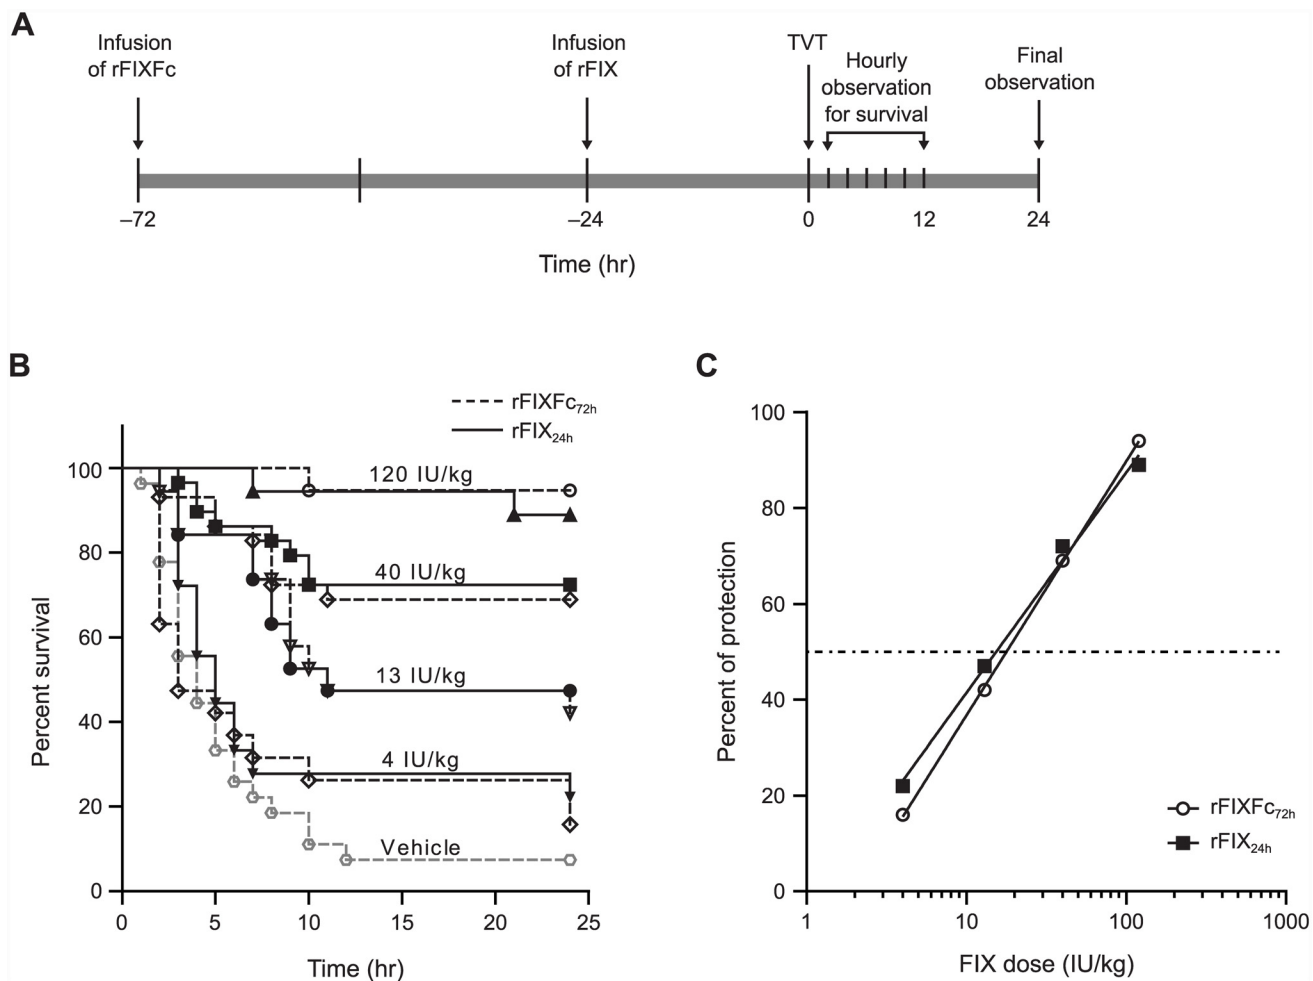 A
Infusion
of rFIXFc
Infusion
of rFIX
TVT
Hourly
observation
for survival
Final
observation
–72
–24
0
12
24
Time (hr)
B
rFIXFc72h
rFIX24h
100
80
60
40
20
0
Percent survival
120 IU/kg
40 IU/kg
13 IU/kg
4 IU/kg
Vehicle
0
5
10
15
20
25
Time (hr)
C
100
80
60
40
20
0
Percent of protection
rFIXFc72h
rFIX24h
1
10
100
1000
FIX dose (IU/kg)